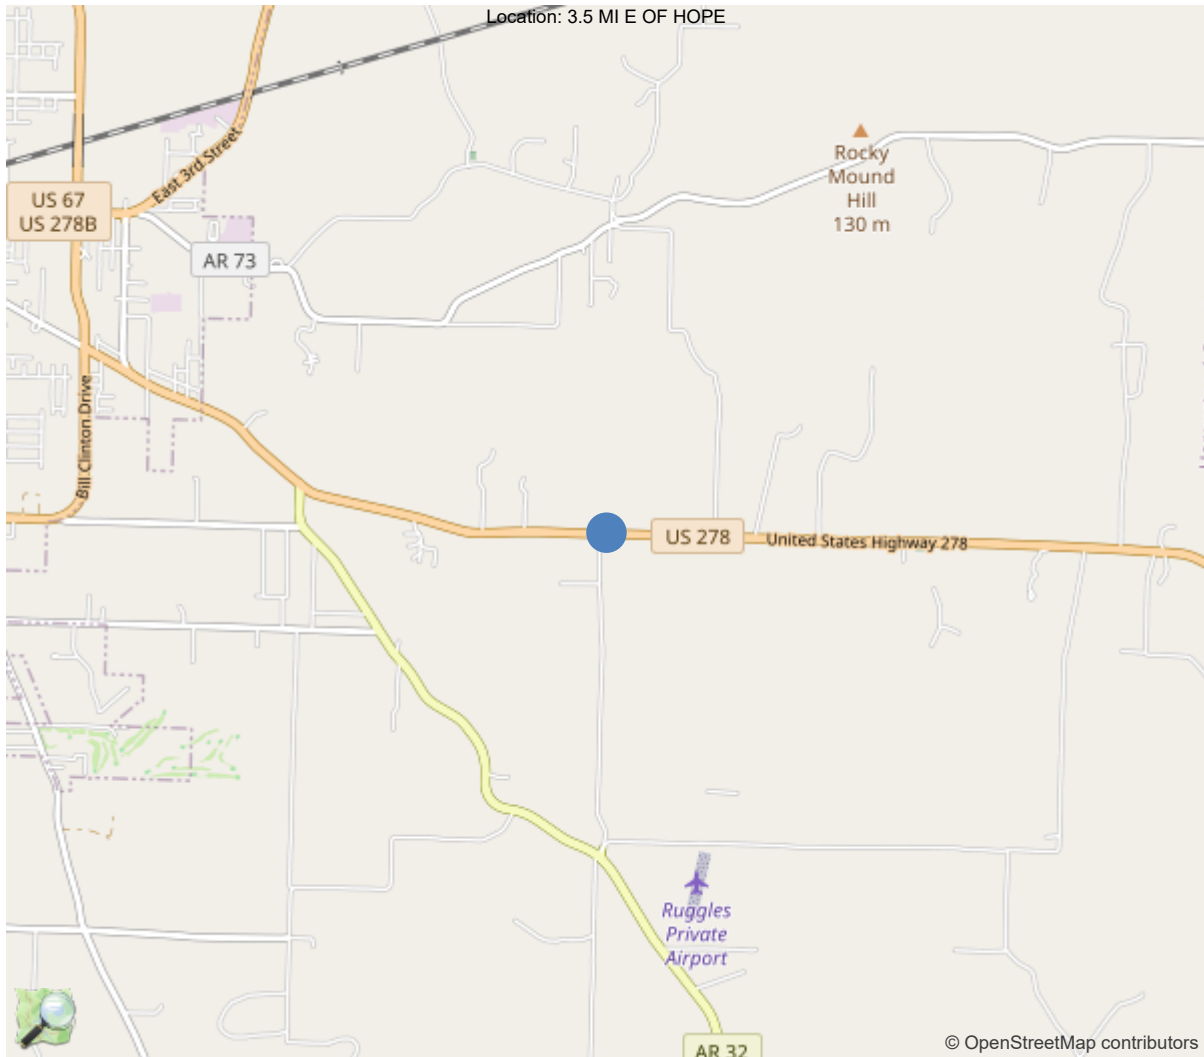 Location: 3.5 MI E OF HOPE
East 3rd Street
Rocky
Mound
Hill
130 m
US 67
US 278B
AR 73
Bill Clinton Drive
US 278
United States Highway 278
Ruggles
Private
Airport
AR 32
© OpenStreetMap contributors